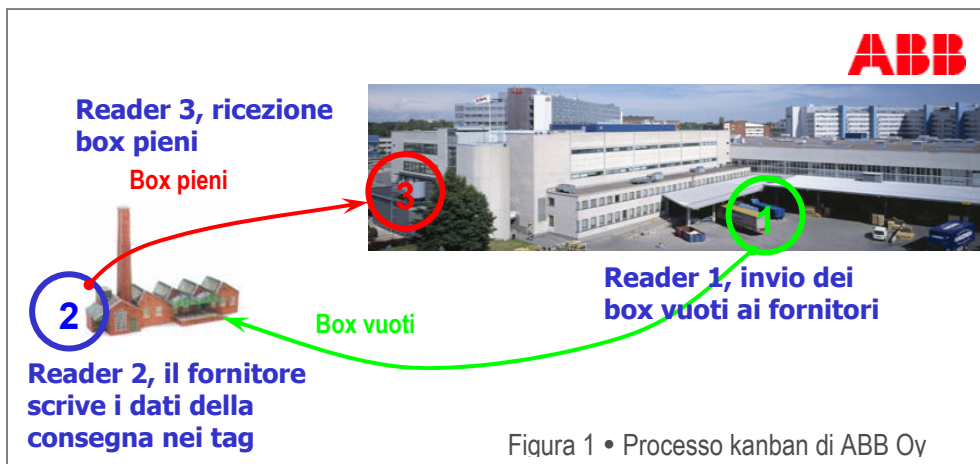 ABB
Reader 3, ricezione
box pieni
Box pieni
3
1
2
Reader 1, invio dei
box vuoti ai fornitori
Box vuoti
Reader 2, il fornitore
scrive i dati della
consegna nei tag
Figura 1 • Processo kanban di ABB Oy